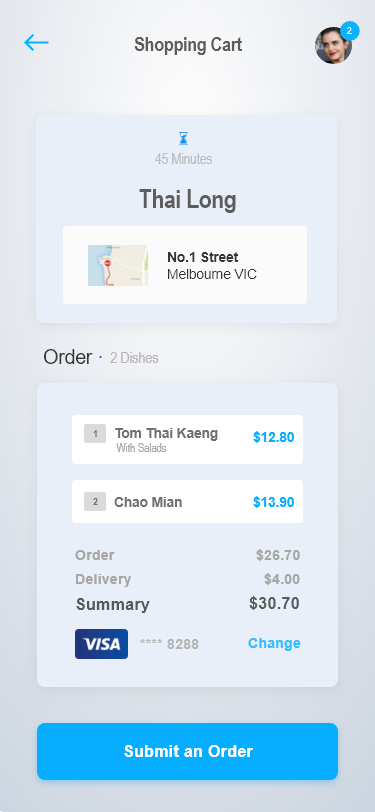 Shopping Cart
2
45 Minutes
Thai Long
No.1 Street
Melbourne VIC
Order · 2 Dishes
1 Tom Thai Kaeng $12.80
With Salads
2 Chao Mian $13.90
Order $26.70
Delivery $4.00
Summary $30.70
VISA **** 8288 Change
Submit an Order